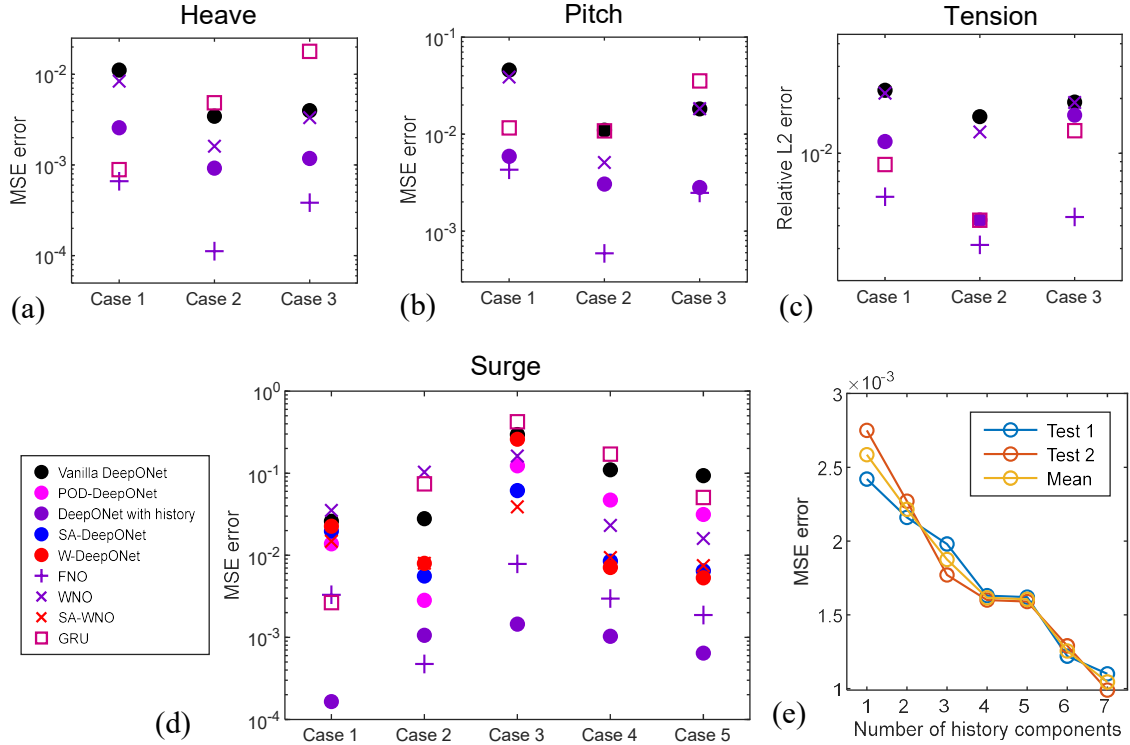 Heave
MSE error
10^-2
10^-3
10^-4
Case 1 Case 2 Case 3
(a)
Pitch
MSE error
10^-1
10^-2
10^-3
Case 1 Case 2 Case 3
(b)
Tension
Relative L2 error
10^-2
Case 1 Case 2 Case 3
(c)
Vanilla DeepONet
POD-DeepONet
DeepONet with history
SA-DeepONet
W-DeepONet
FNO
WNO
SA-WNO
GRU
Surge
MSE error
10^0
10^-1
10^-2
10^-3
10^-4
Case 1 Case 2 Case 3 Case 4 Case 5
(d)
×10^-3
MSE error
3
2.5
2
1.5
1
Test 1
Test 2
Mean
1 2 3 4 5 6 7
Number of history components
(e)